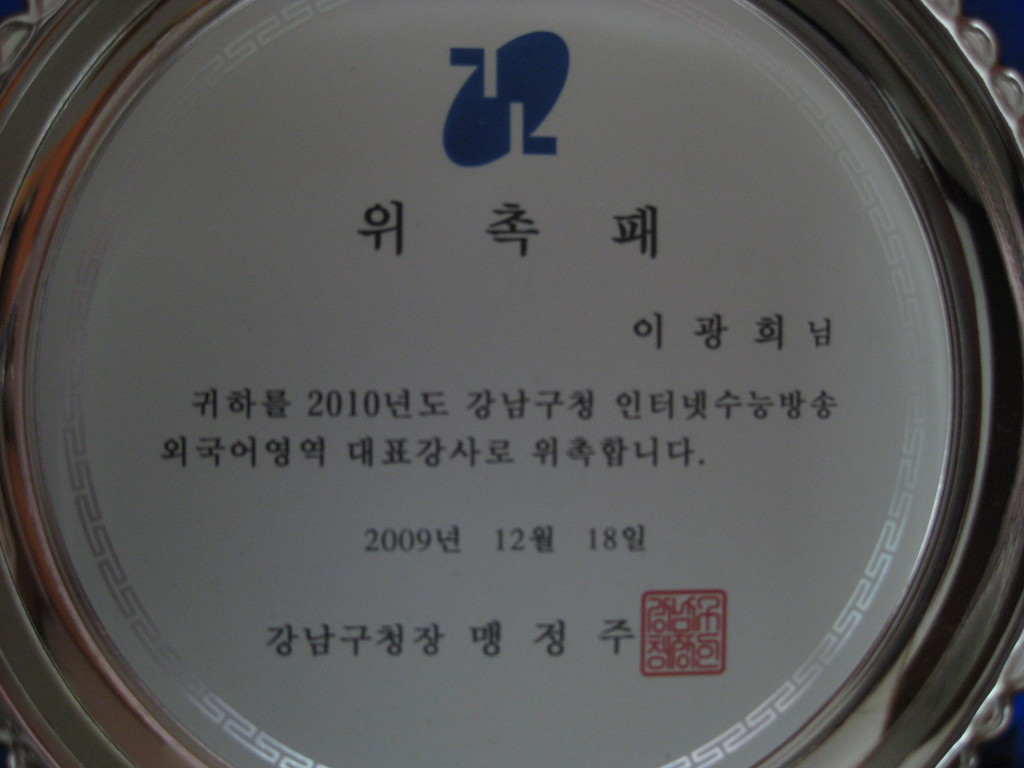 위 촉 패
이 광 희 님
귀하를 2010년도 강남구청 인터넷수능방송
외국어영역 대표강사로 위촉합니다.
2009년 12월 18일
강남구청장 맹 정 주